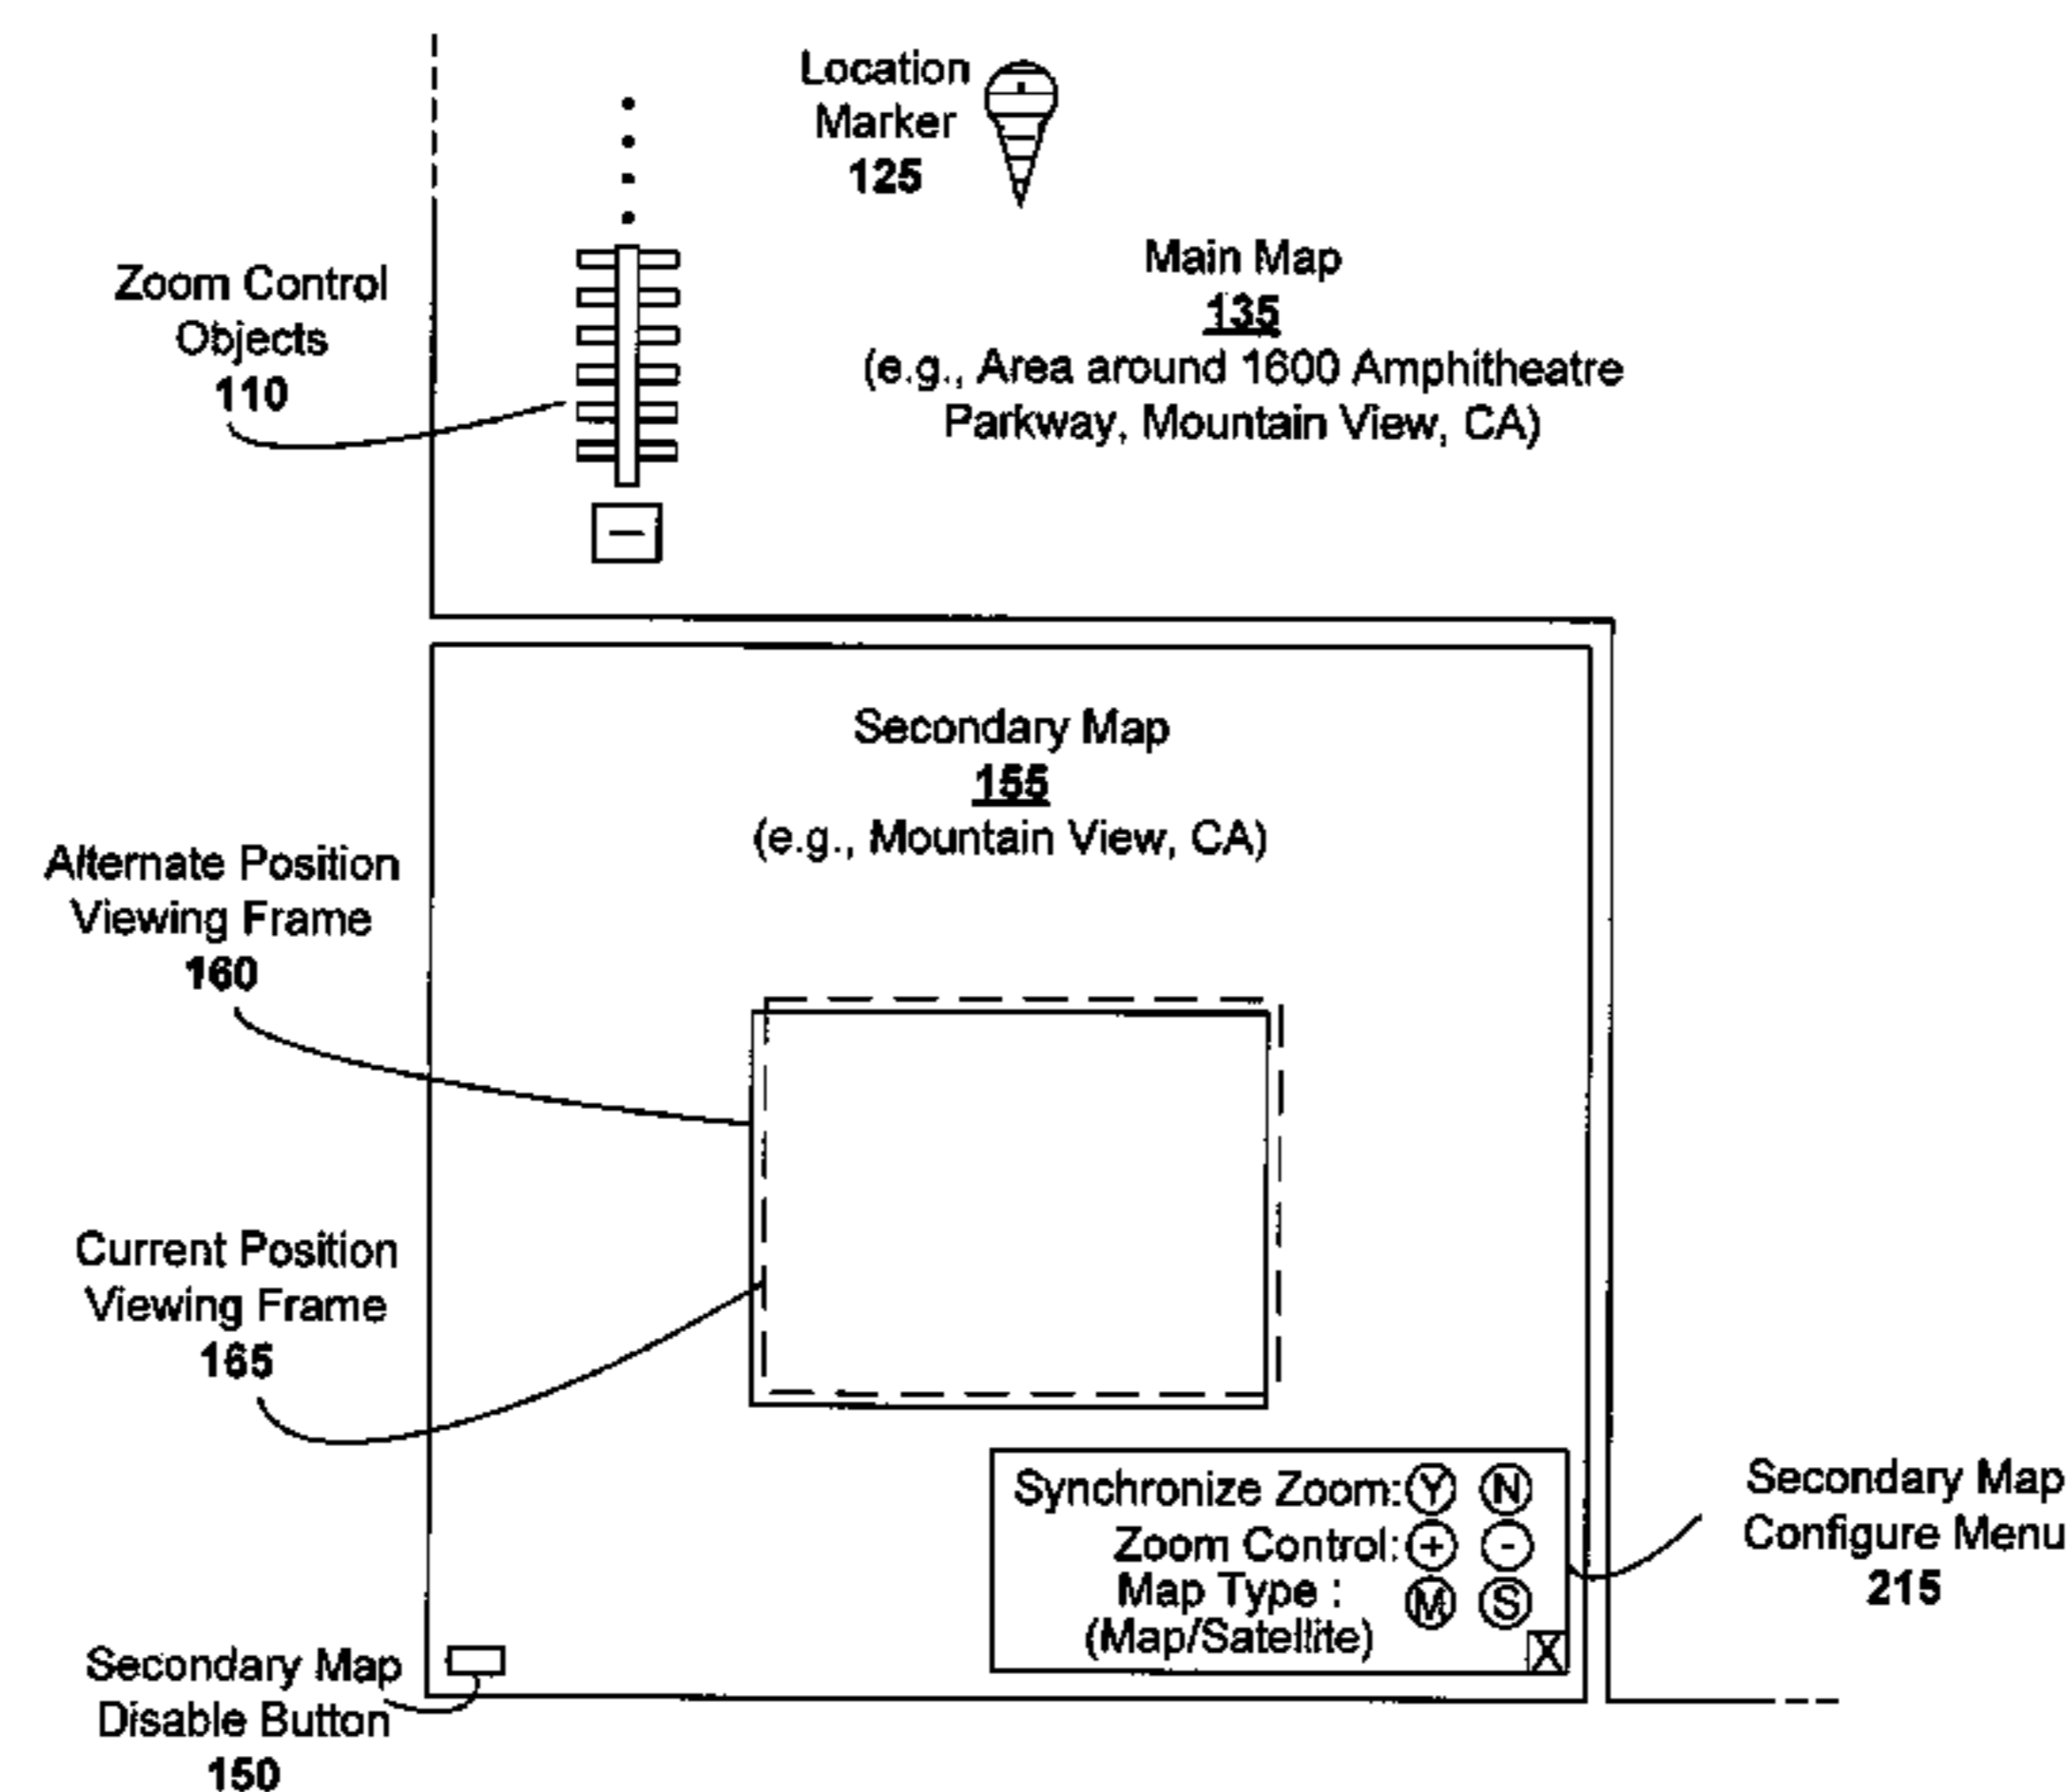 Location
Marker
125
Main Map
135
(e.g., Area around 1600 Amphitheatre
Parkway, Mountain View, CA)
Zoom Control
Objects
110
−
Secondary Map
155
(e.g., Mountain View, CA)
Alternate Position
Viewing Frame
160
Current Position
Viewing Frame
165
Synchronize Zoom: Y N
Zoom Control: + -
Map Type : M S
(Map/Satellite)
X
Secondary Map
Configure Menu
215
Secondary Map
Disable Button
150